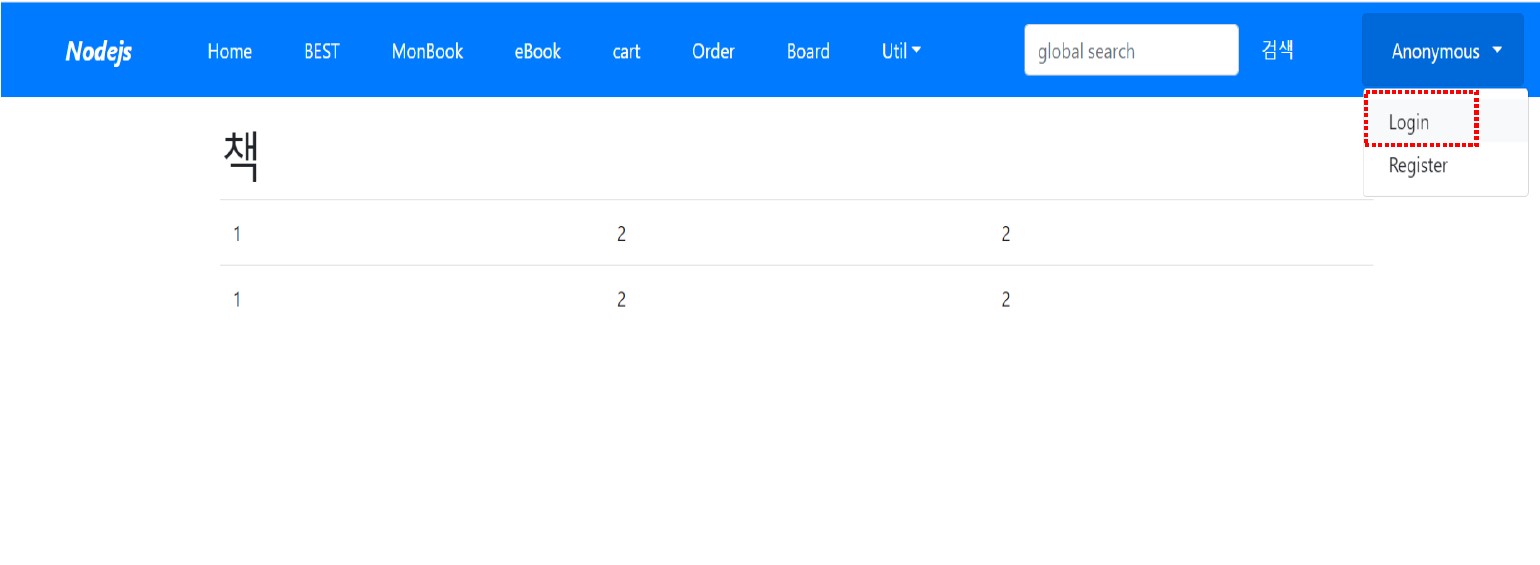 Nodejs Home BEST MonBook eBook cart Order Board Util global search 검색 Anonymous
Login
Register
책
1 2 2
1 2 2